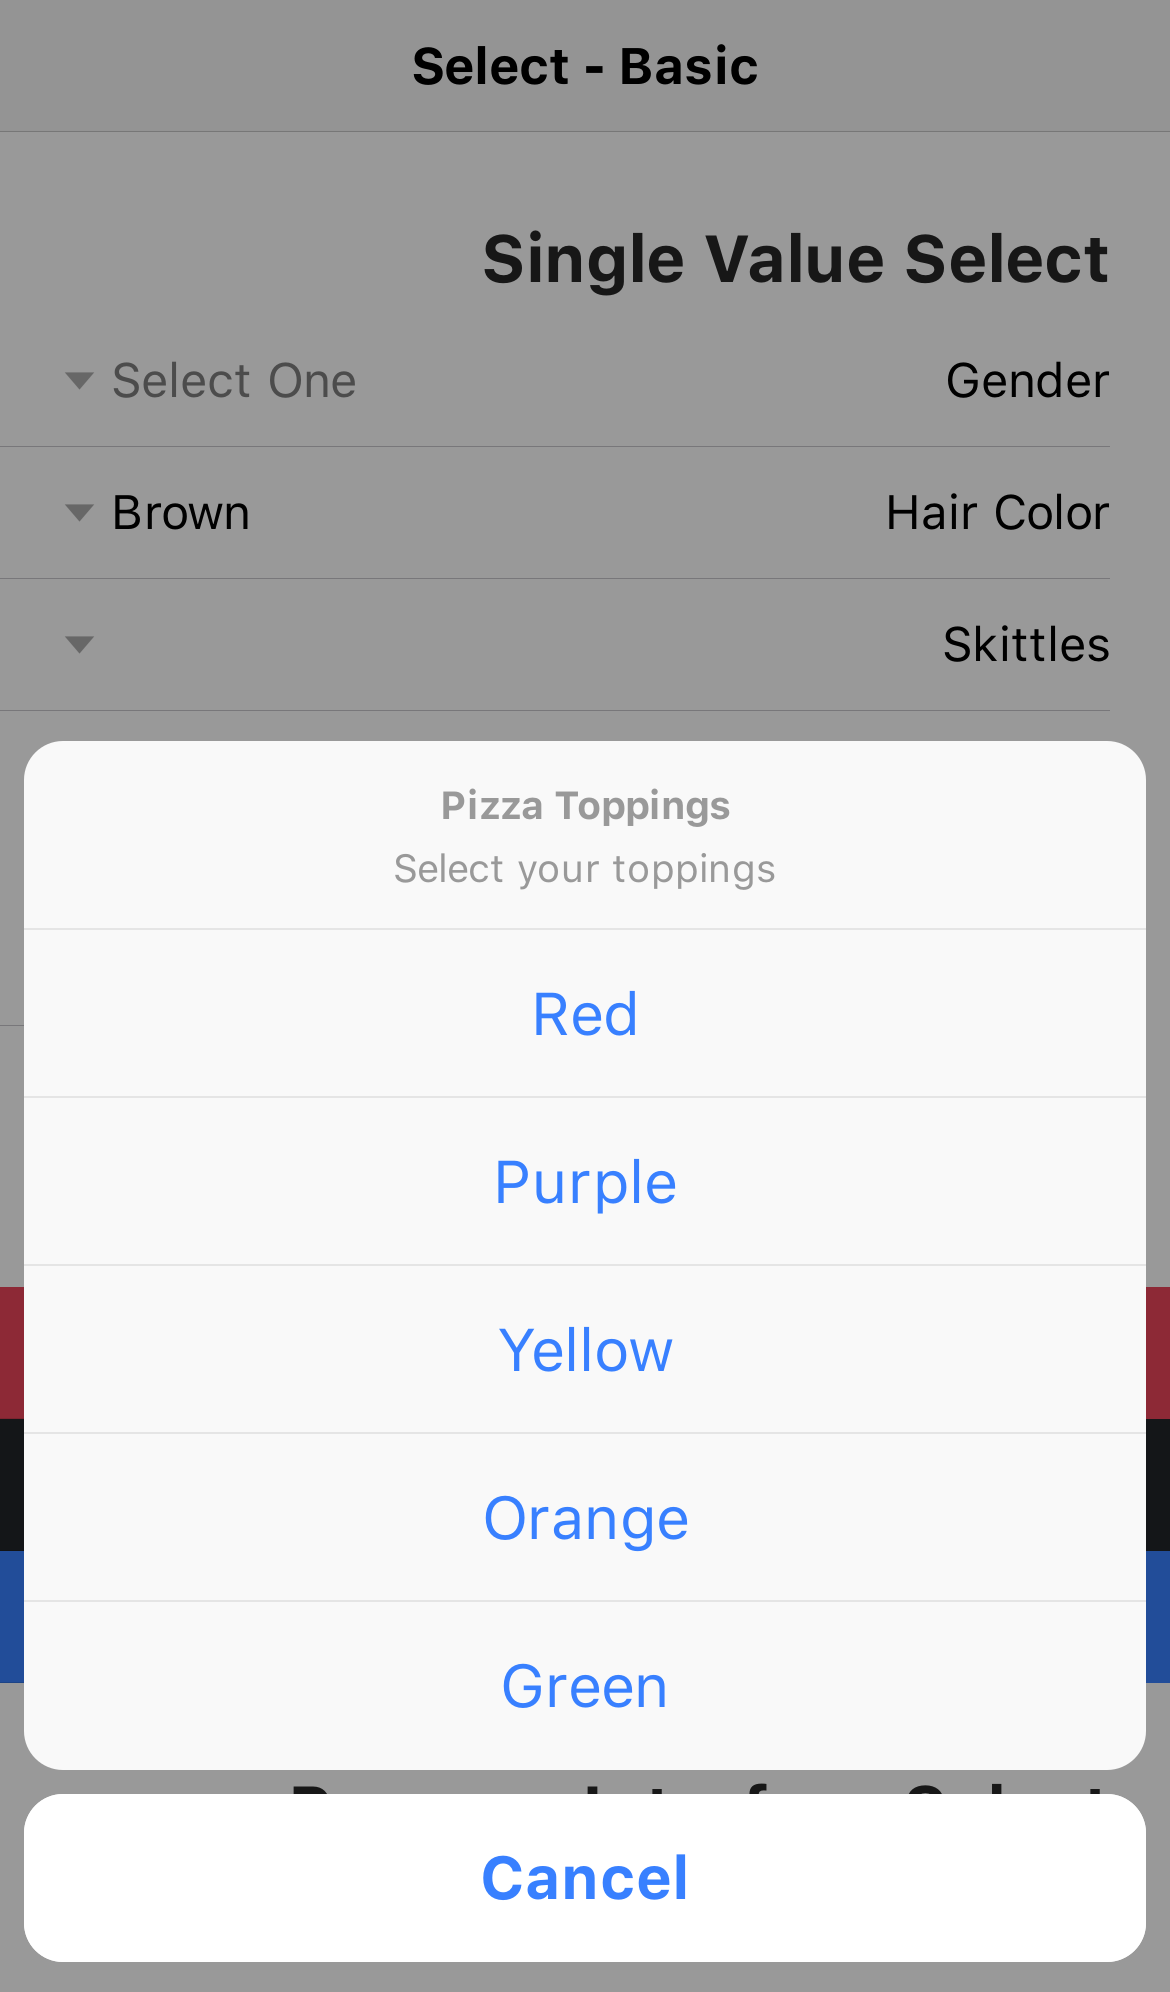 Select - Basic
Single Value Select
Gender
Select One
Hair Color
Brown
Skittles
Pizza Toppings
Select your toppings
Red
Purple
Yellow
Orange
Green
Cancel